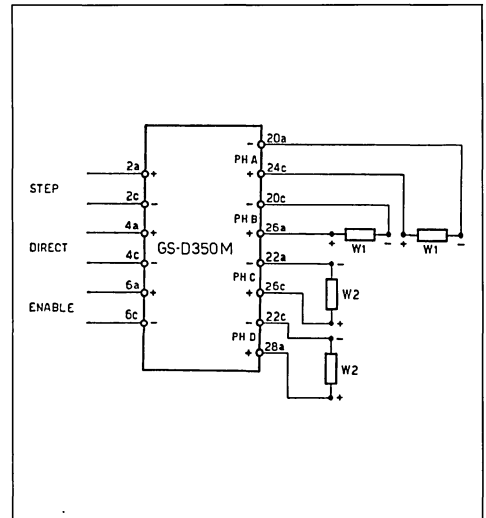 20a
PH A
2a
24c
STEP
2c
20c
PH B
4a
26a
W1
W1
DIRECT
GS-D350M
4c
22a
PH C
6a
26c
W2
ENABLE
6c
22c
PH D
28a
W2